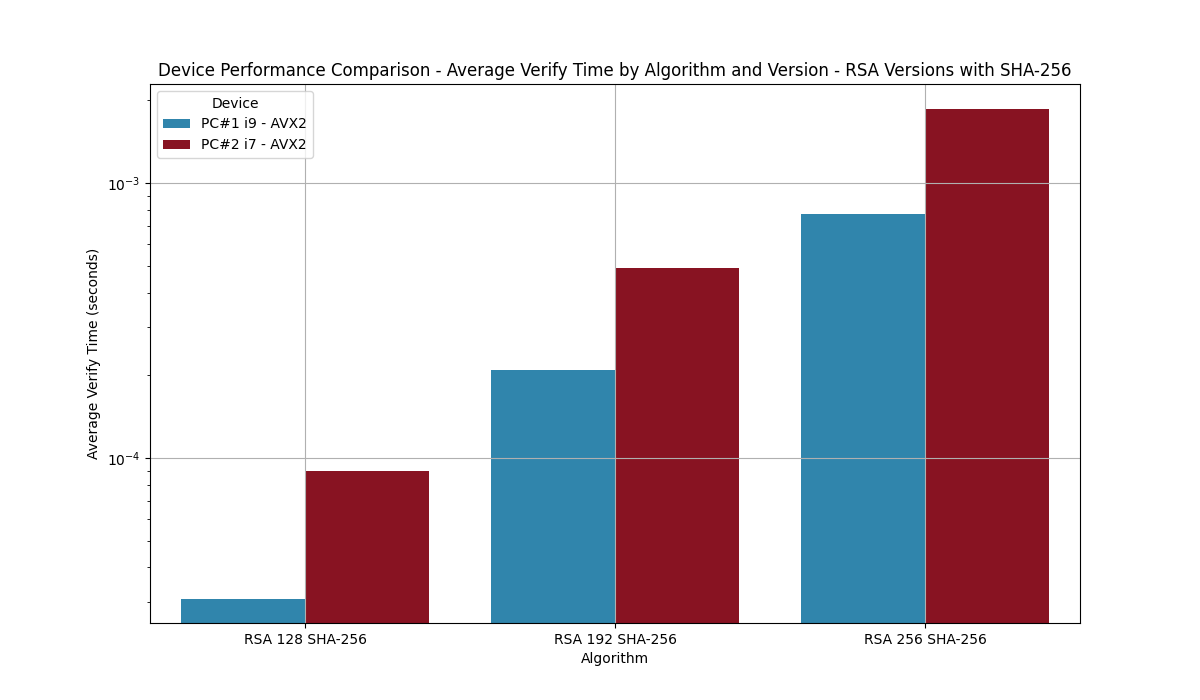 Device Performance Comparison - Average Verify Time by Algorithm and Version - RSA Versions with SHA-256
Device
PC#1 i9 - AVX2
PC#2 i7 - AVX2
10⁻³
10⁻⁴
Average Verify Time (seconds)
RSA 128 SHA-256
RSA 192 SHA-256
RSA 256 SHA-256
Algorithm